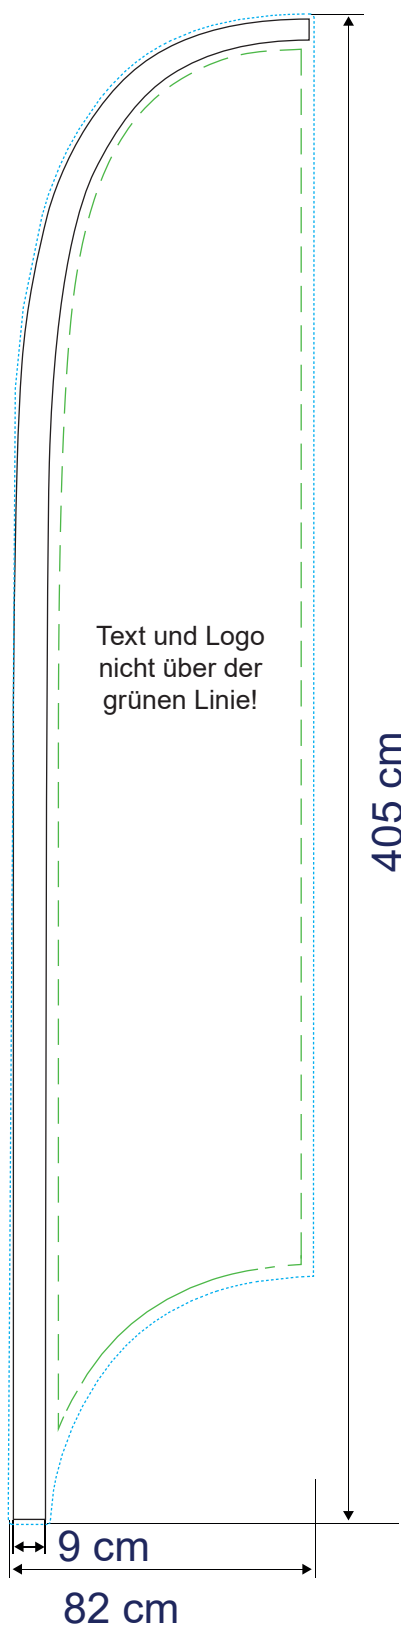 Text und Logo
nicht über der
grünen Linie!
405 cm
9 cm
82 cm